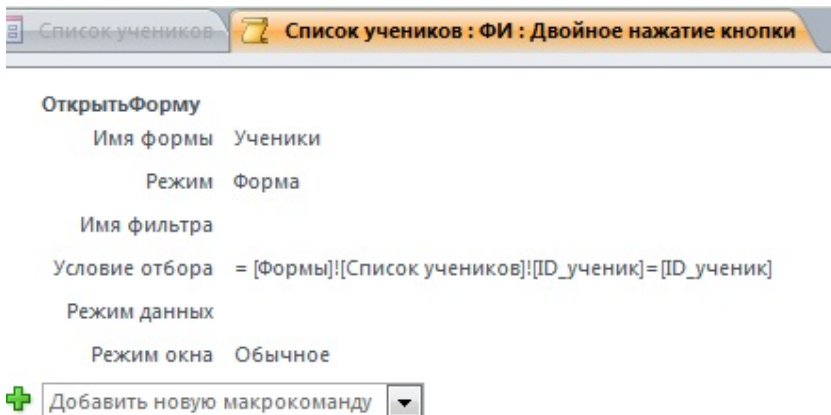 Список учеников Список учеников : ФИ : Двойное нажатие кнопки
ОткрытьФорму
Имя формы Ученики
Режим Форма
Имя фильтра
Условие отбора = [Формы]![Список учеников]![ID_ученик]=[ID_ученик]
Режим данных
Режим окна Обычное
Добавить новую макрокоманду